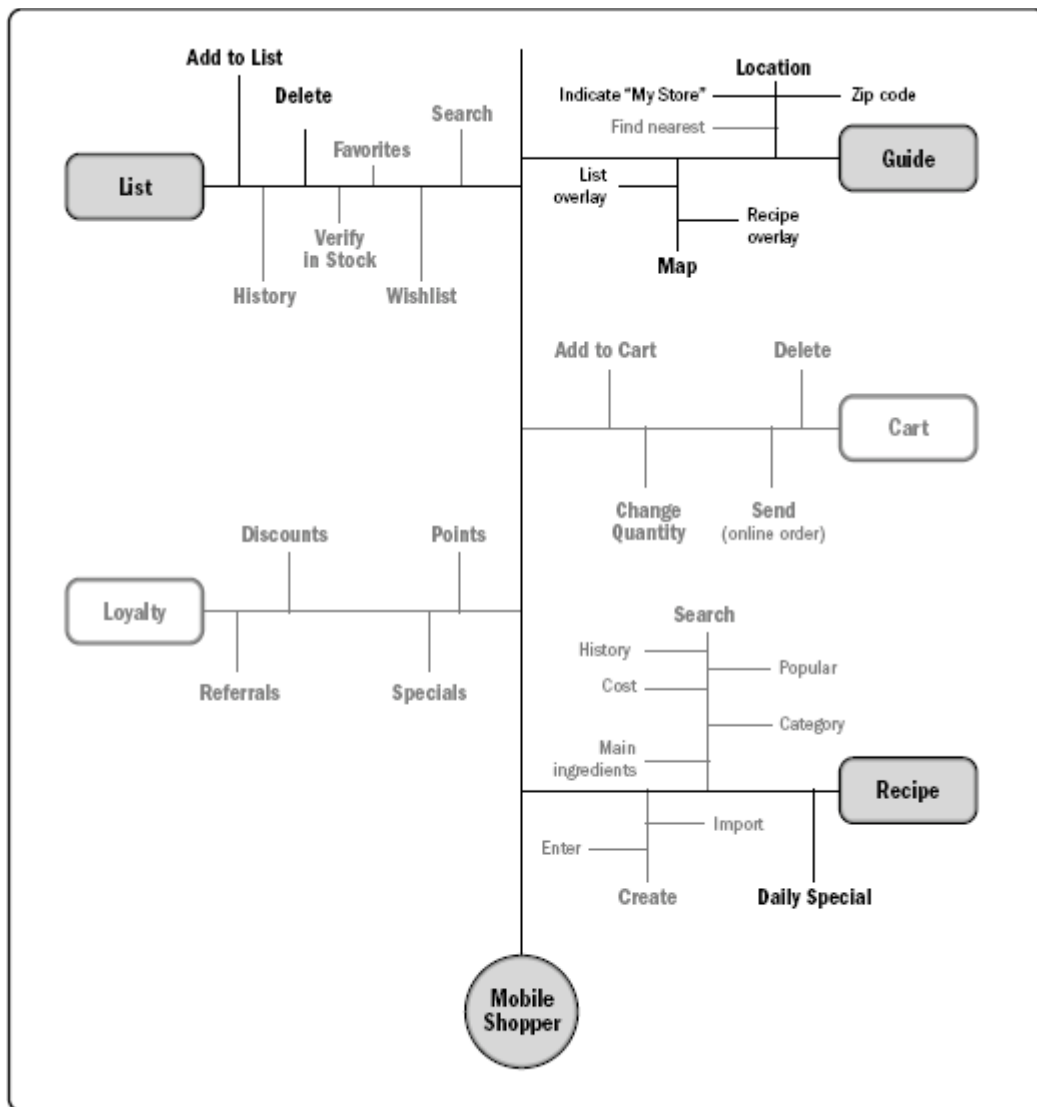 Add to List
Delete
Search
Favorites
List
Verify
in Stock
History
Wishlist
Location
Indicate “My Store”
Zip code
Find nearest
Guide
List
overlay
Recipe
overlay
Map
Add to Cart
Delete
Cart
Change
Quantity
Send
(online order)
Discounts
Points
Loyalty
Referrals
Specials
Search
History
Popular
Cost
Category
Main
ingredients
Recipe
Import
Enter
Create
Daily Special
Mobile
Shopper